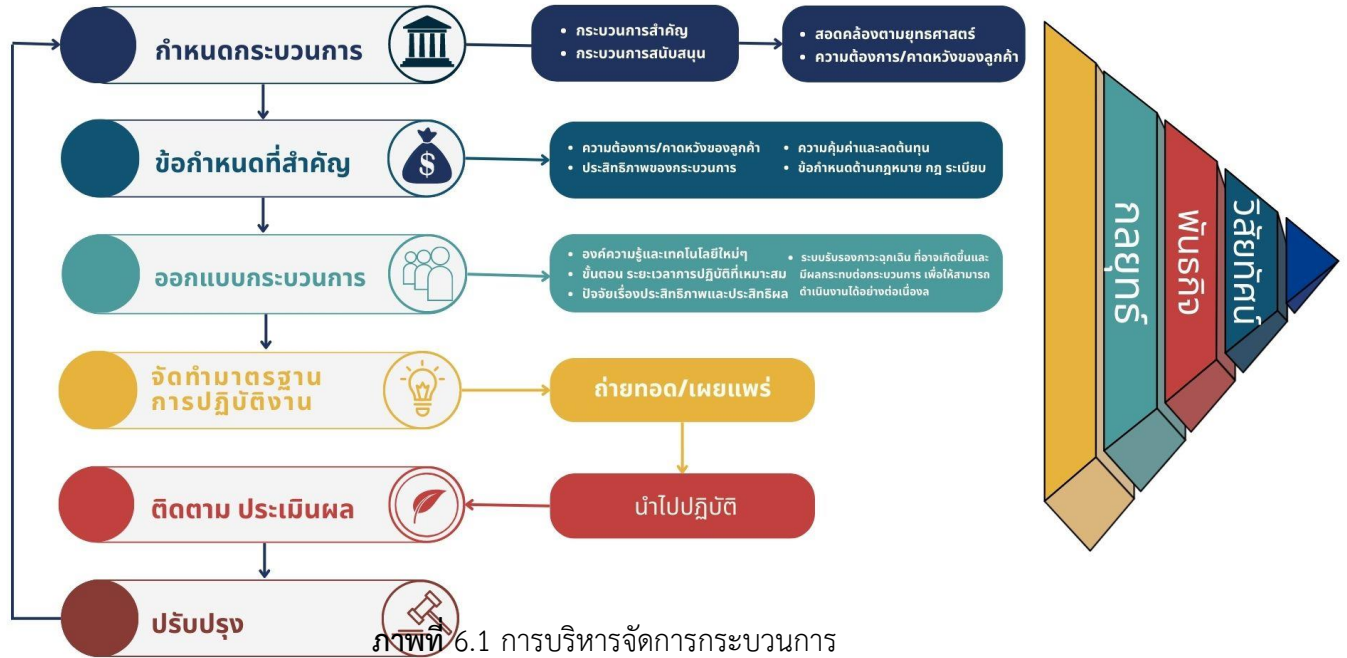 กำหนดกระบวนการ
• กระบวนการสำคัญ
• กระบวนการสนับสนุน
• สอดคล้องตามยุทธศาสตร์
• ความต้องการ/คาดหวังของลูกค้า
ข้อกำหนดที่สำคัญ
$
• ความต้องการ/คาดหวังของลูกค้า
• ประสิทธิภาพของกระบวนการ
• ความคุ้มค่าและลดต้นทุน
• ข้อกำหนดด้านกฎหมาย กฎ ระเบียบ
ออกแบบกระบวนการ
• องค์ความรู้และเทคโนโลยีใหม่ๆ
• ขั้นตอน ระยะเวลาการปฏิบัติที่เหมาะสม
• ปัจจัยเรื่องประสิทธิภาพและประสิทธิผล
• ระบบรับรองภาวะฉุกเฉิน ที่อาจเกิดขึ้นและ
มีผลกระทบต่อกระบวนการ เพื่อให้สามารถ
ดำเนินงานได้อย่างต่อเนื่องล
จัดทำมาตรฐาน
การปฏิบัติงาน
ถ่ายทอด/เผยแพร่
ติดตาม ประเมินผล
นำไปปฏิบัติ
ปรับปรุง
วิสัยทัศน์
พันธกิจ
กลยุทธ์
ภาพที่ 6.1 การบริหารจัดการกระบวนการ